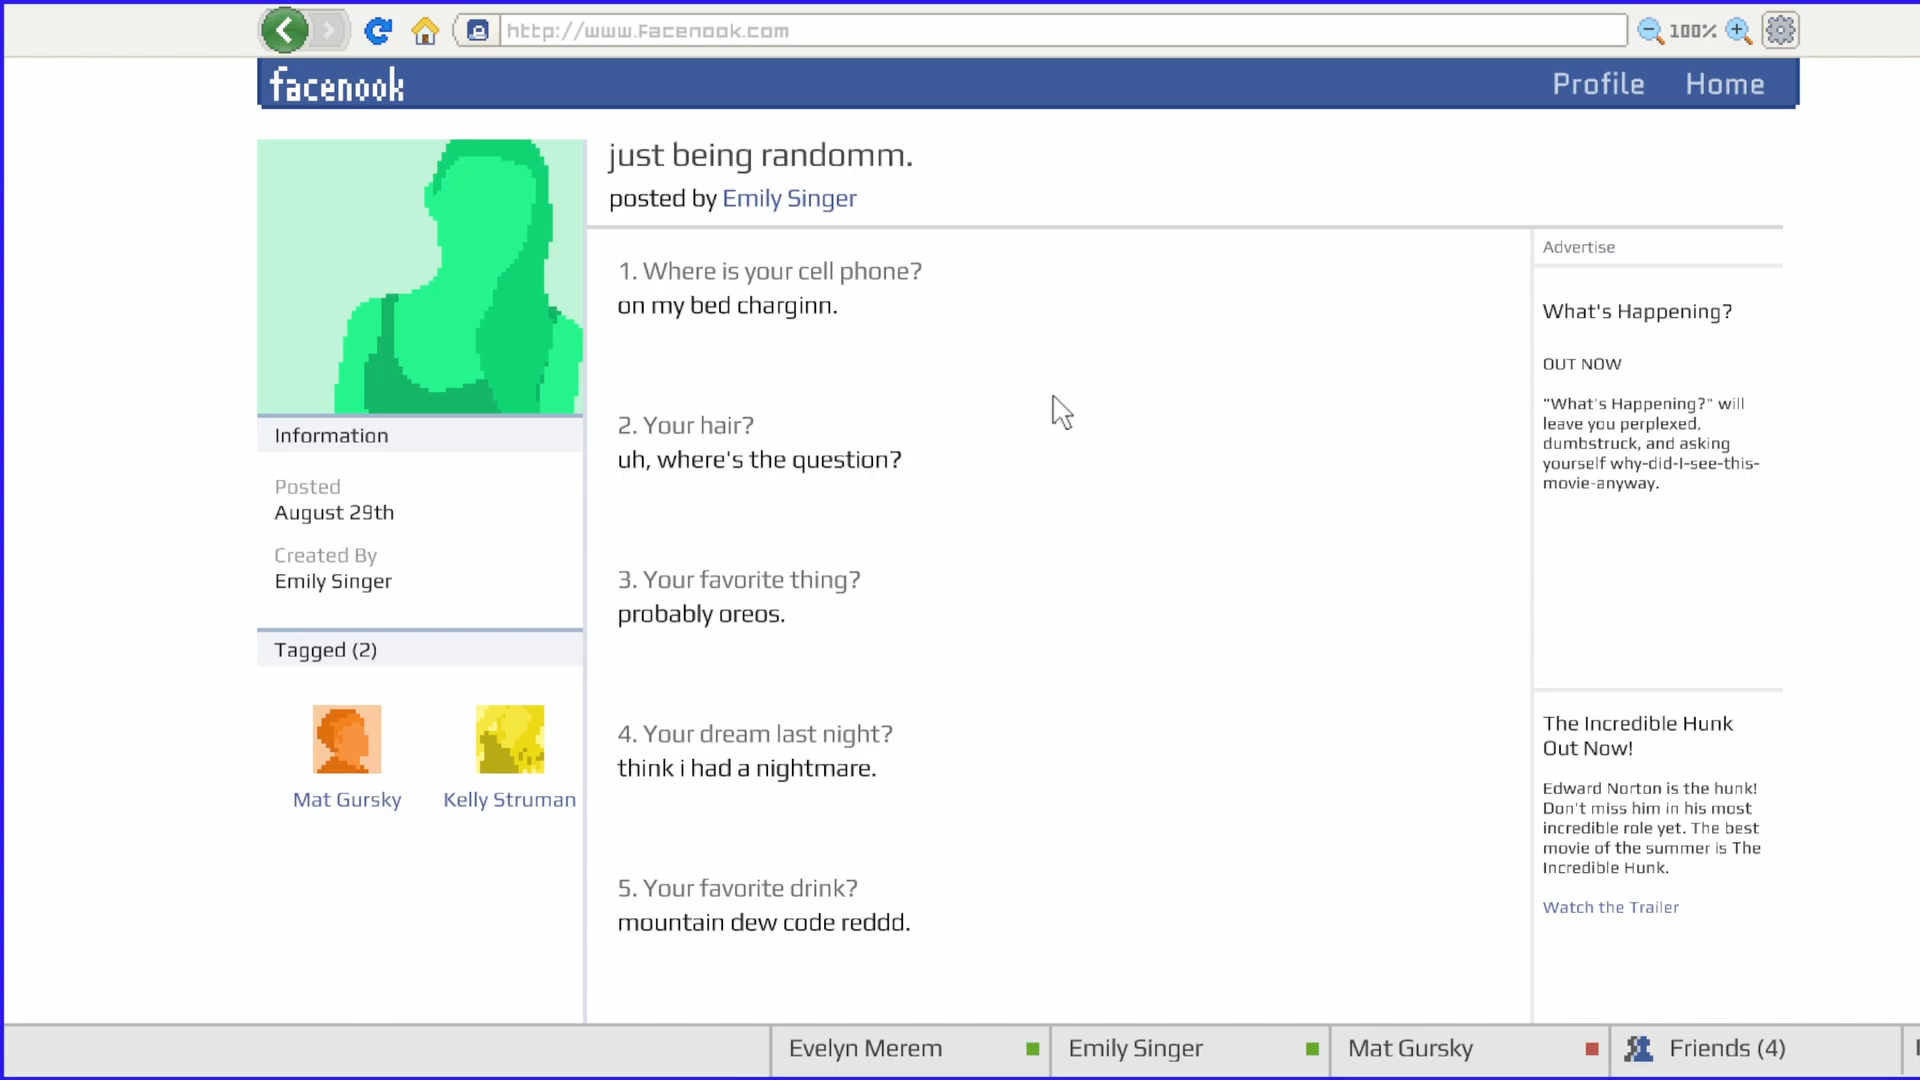 http://www.facenook.com
100%
facenook
Profile
Home
just being randomm.
posted by Emily Singer
Information
Posted
August 29th
Created By
Emily Singer
Tagged (2)
Mat Gursky
Kelly Struman
1. Where is your cell phone?
on my bed charginn.
2. Your hair?
uh, where's the question?
3. Your favorite thing?
probably oreos.
4. Your dream last night?
think i had a nightmare.
5. Your favorite drink?
mountain dew code reddd.
Advertise
What's Happening?
OUT NOW
"What's Happening?" will
leave you perplexed,
dumbstruck, and asking
yourself why-did-I-see-this-
movie-anyway.
The Incredible Hunk
Out Now!
Edward Norton is the hunk!
Don't miss him in his most
incredible role yet. The best
movie of the summer is The
Incredible Hunk.
Watch the Trailer
Evelyn Merem
Emily Singer
Mat Gursky
Friends (4)